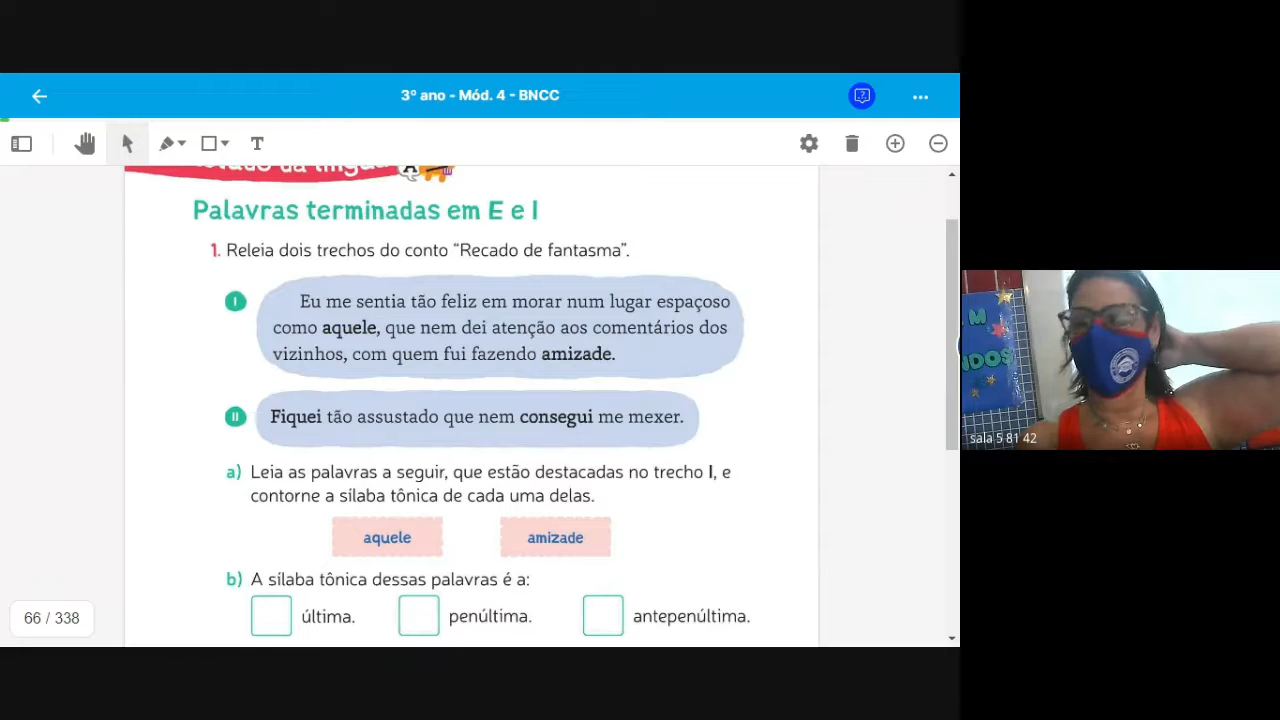 3º ano - Mód. 4 - BNCC
T
da língua
A
Palavras terminadas em E e I
1. Releia dois trechos do conto “Recado de fantasma”.
I
Eu me sentia tão feliz em morar num lugar espaçoso
como aquele, que nem dei atenção aos comentários dos
vizinhos, com quem fui fazendo amizade.
II
Fiquei tão assustado que nem consegui me mexer.
a) Leia as palavras a seguir, que estão destacadas no trecho I, e
contorne a sílaba tônica de cada uma delas.
aquele amizade
b) A sílaba tônica dessas palavras é a:
última. penúltima. antepenúltima.
66 / 338
M
NDOS
sala 5 81 42